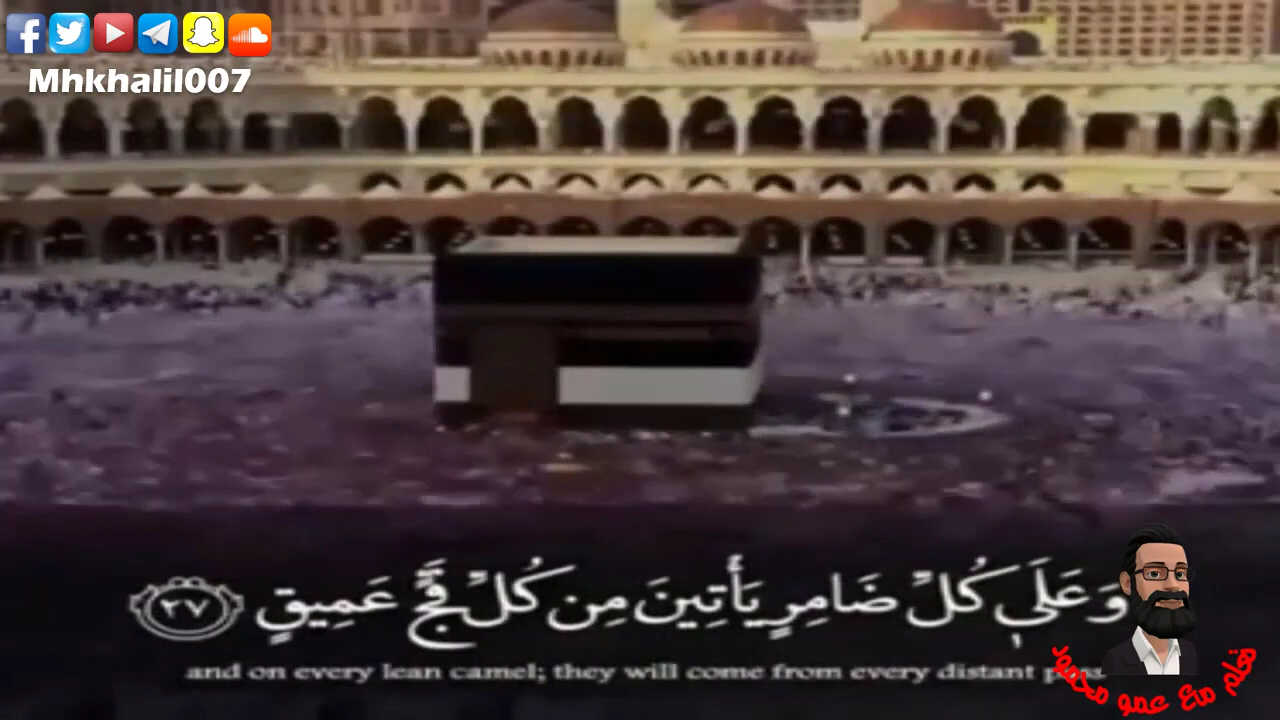 Mhkhalil007
وَعَلَىٰ كُلِّ ضَامِرٍ يَأْتِينَ مِن كُلِّ فَجٍّ عَمِيقٍ ٢٧
and on every lean camel; they will come from every distant
تعلم مع عمو محمود